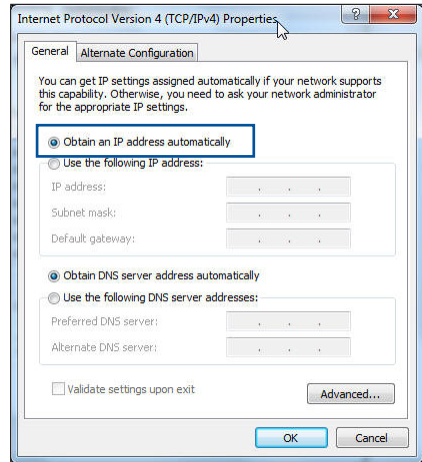 Internet Protocol Version 4 (TCP/IPv4) Properties
General
Alternate Configuration
You can get IP settings assigned automatically if your network supports
this capability. Otherwise, you need to ask your network administrator
for the appropriate IP settings.
Obtain an IP address automatically
Use the following IP address:
IP address:
Subnet mask:
Default gateway:
Obtain DNS server address automatically
Use the following DNS server addresses:
Preferred DNS server:
Alternate DNS server:
Validate settings upon exit
Advanced...
OK
Cancel